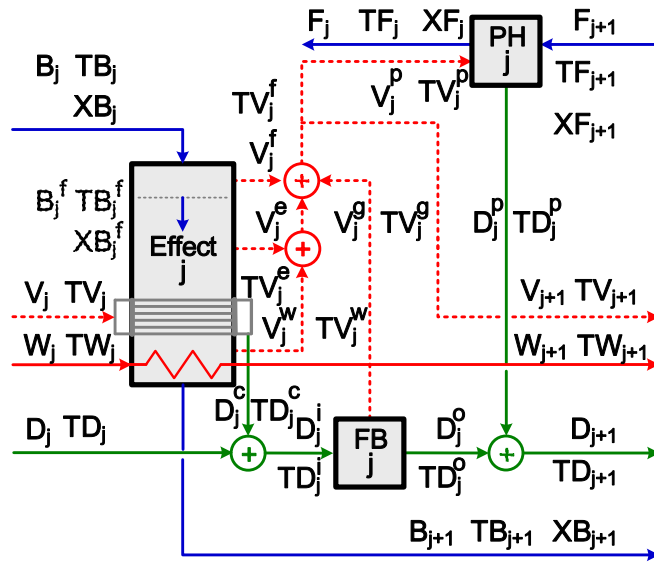 F_j TF_j XF_j PH F_{j+1}
j
B_j TB_j TV_j^f V_j^p TV_j^p TF_{j+1}
XB_j XF_{j+1}
V_j^f
B_j^f TB_j^f V_j^e V_j^g TV_j^g D_j^p TD_j^p
XB_j^f Effect
j
V_j TV_j TV_j^e V_{j+1} TV_{j+1}
V_j^w TV_j^w
W_j TW_j W_{j+1} TW_{j+1}
D_j^c TD_j^c
D_j TD_j D_j^i FB D_j^o D_{j+1}
j
TD_j^i TD_j^o TD_{j+1}
B_{j+1} TB_{j+1} XB_{j+1}